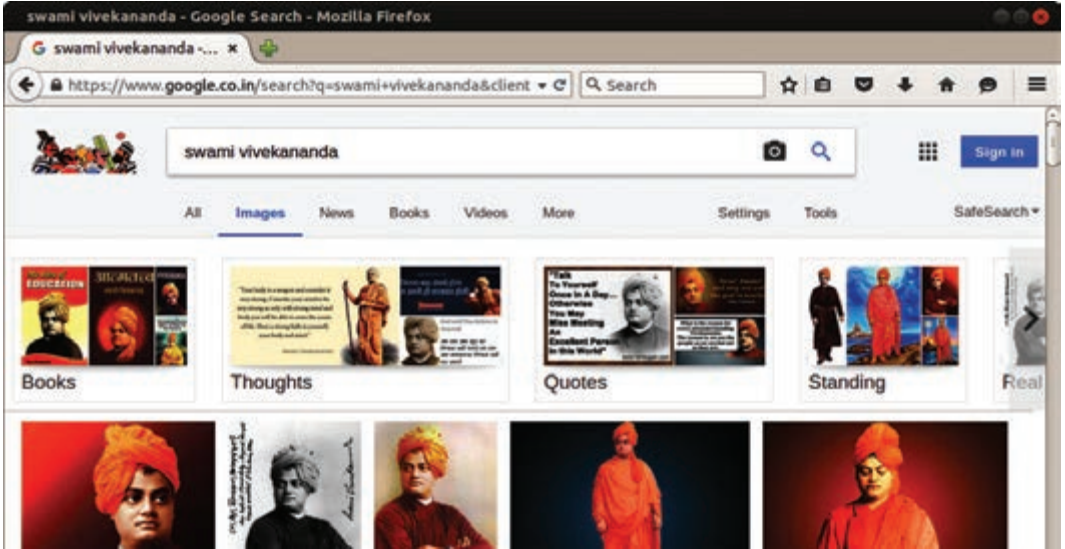 swami vivekananda - Google Search - Mozilla Firefox
swami vivekananda -...
https://www.google.co.in/search?q=swami+vivekananda&client
Search
swami vivekananda
Sign in
All Images News Books Videos More Settings Tools SafeSearch
EDUCATION
"Talk
To Yourself
Once in A Day...
Otherwise
You May
Miss Meeting
An
Excellent Person
in this World"
Books Thoughts Quotes Standing Real